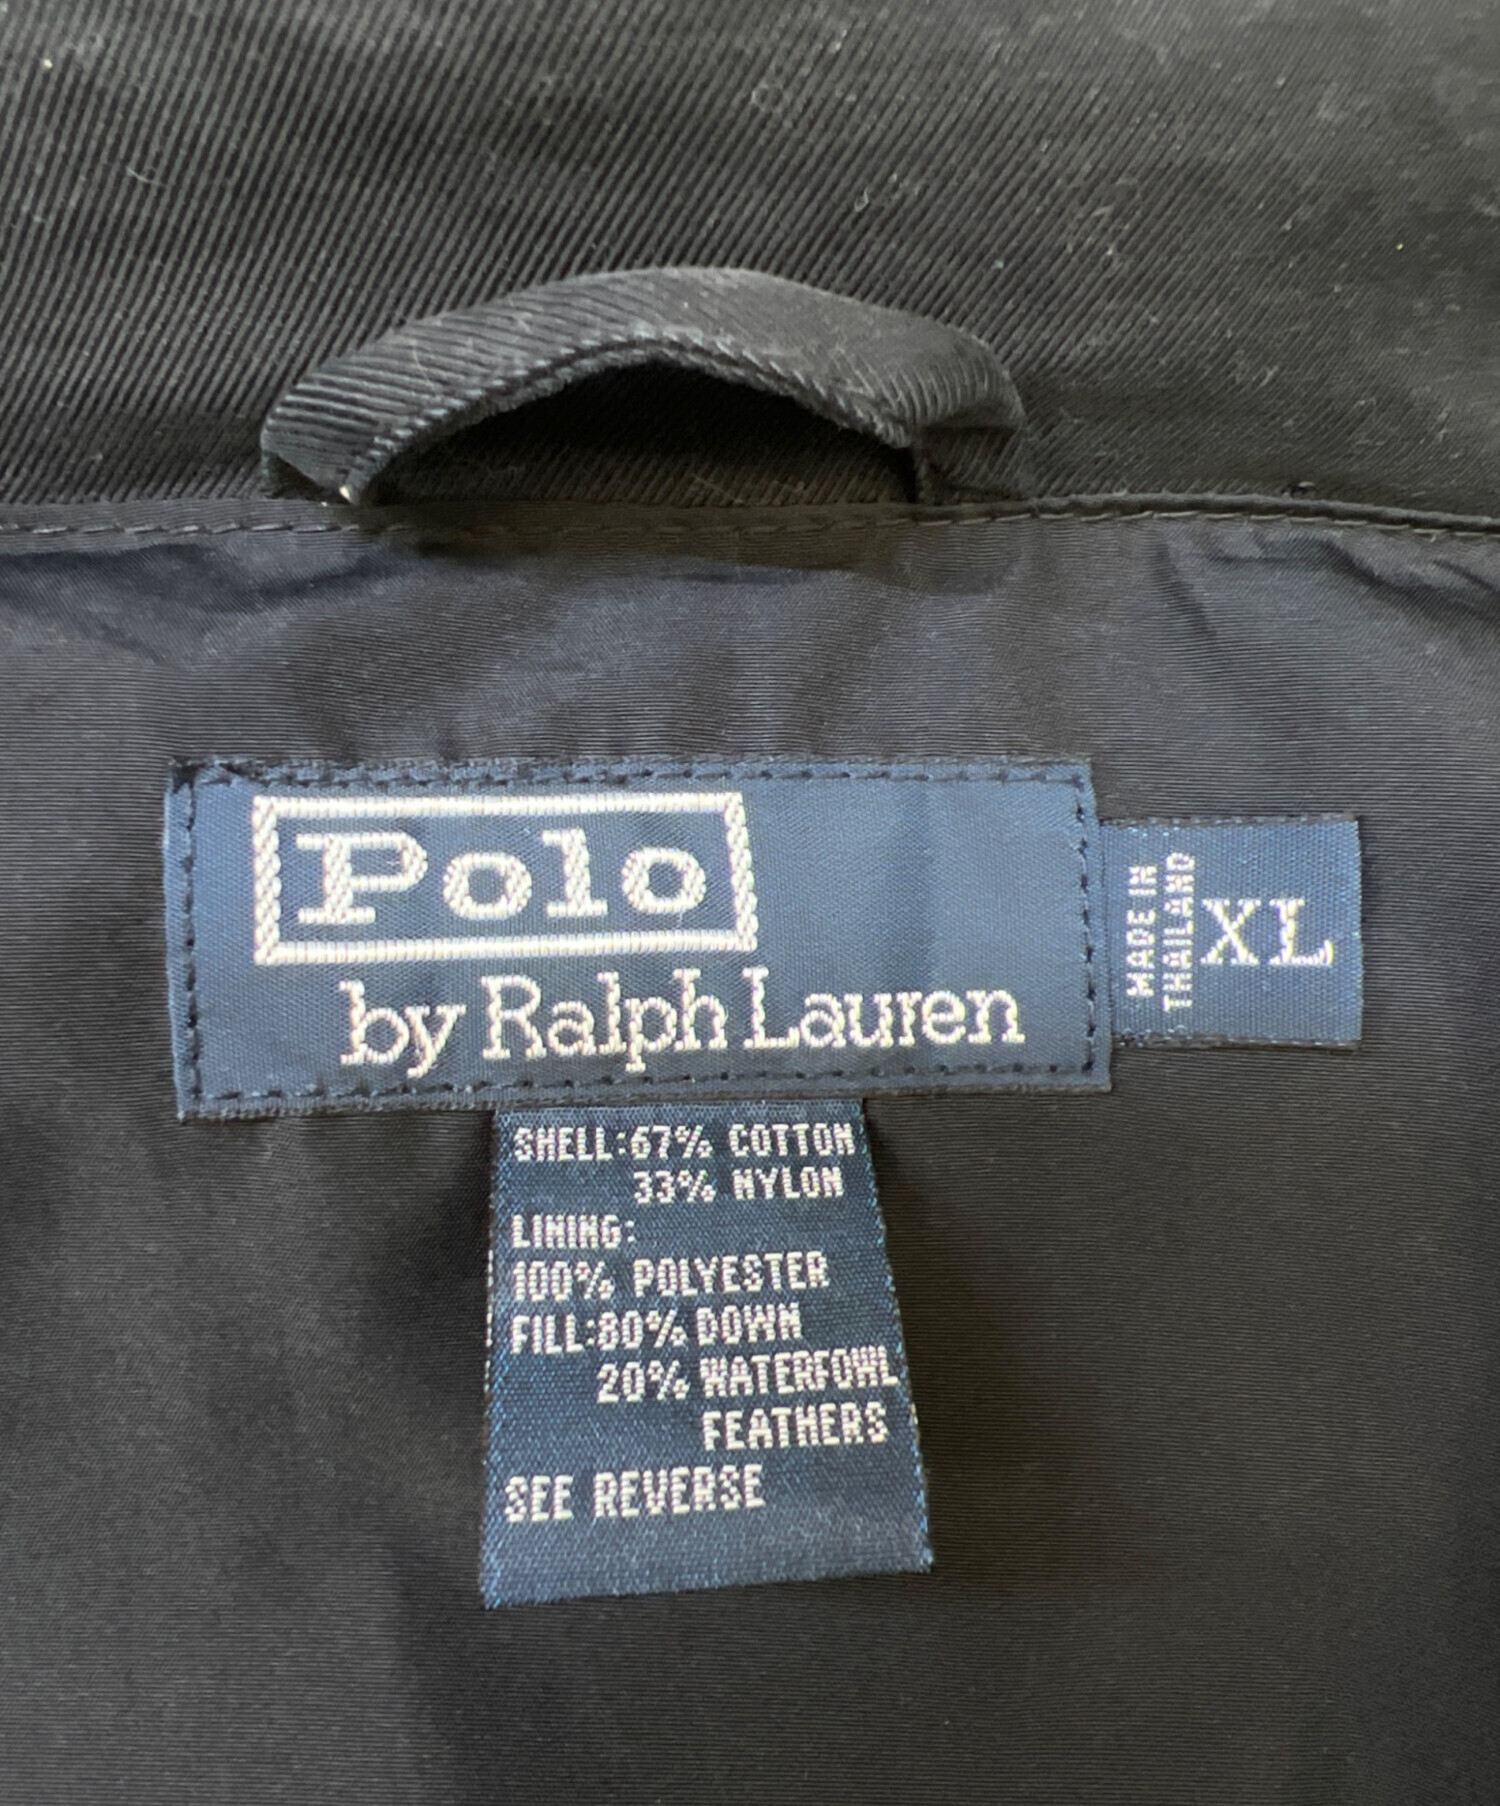 Polo
by Ralph Lauren
MADE IN
THAILAND
XL
SHELL:67% COTTON
33% NYLON
LINING:
100% POLYESTER
FILL:80% DOWN
20% WATERFOWL
FEATHERS
SEE REVERSE